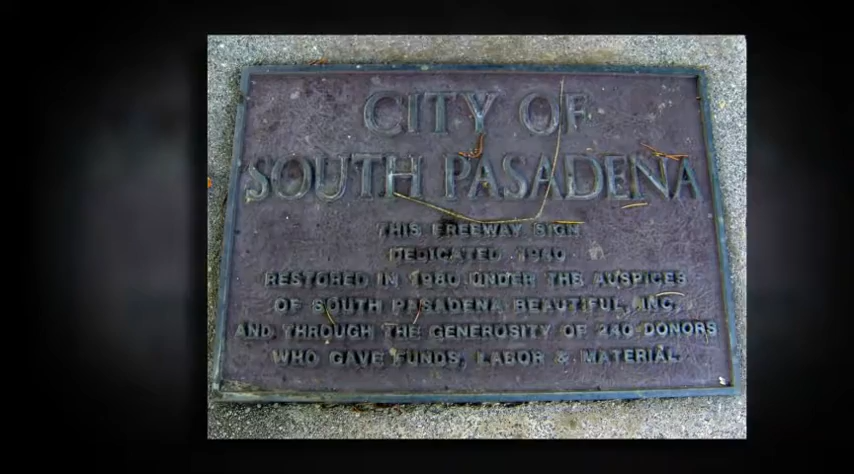 CITY OF
SOUTH PASADENA
THIS FREEWAY SIGN
DEDICATED 1940
RESTORED IN 1980 UNDER THE AUSPICES
OF SOUTH PASADENA BEAUTIFUL, INC.
AND THROUGH THE GENEROSITY OF 240 DONORS
WHO GAVE FUNDS, LABOR & MATERIAL